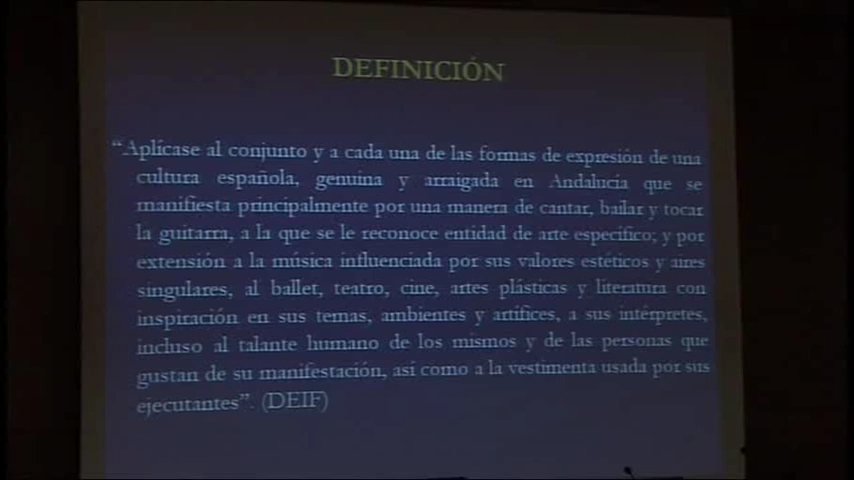 DEFINICIÓN
“Aplícase al conjunto y a cada una de las formas de expresión de una
cultura española, genuina y arraigada en Andalucía que se
manifiesta principalmente por una manera de cantar, bailar y tocar
la guitarra, a la que se le reconoce entidad de arte específico; y por
extensión a la música influenciada por sus valores estéticos y aires
singulares, al ballet, teatro, cine, artes plásticas y literatura con
inspiración en sus temas, ambientes y artífices, a sus intérpretes,
incluso al talante humano de los mismos y de las personas que
gustan de su manifestación, así como a la vestimenta usada por sus
ejecutantes”. (DEIF)